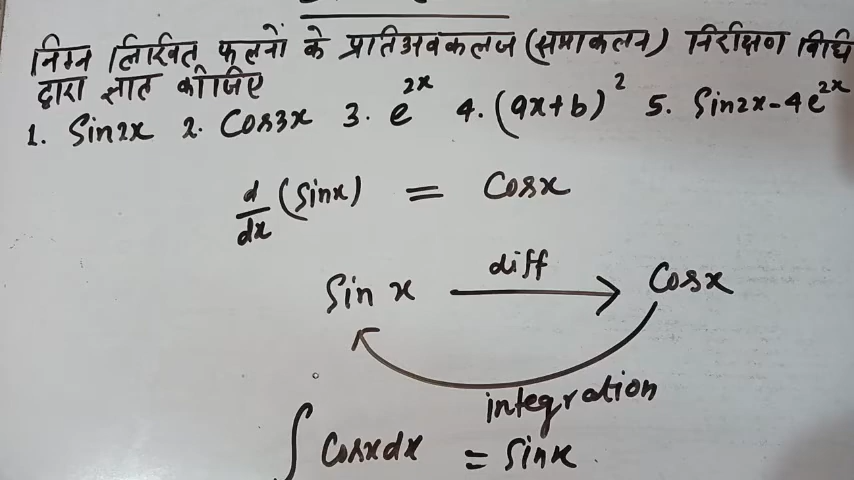 निम्न लिखित फलनों के प्रतिअवकलज (समाकलन) निरीक्षण विधि
द्वारा ज्ञात कीजिए
1. Sin2x 2. Cos3x 3. e^2x 4. (ax+b)^2 5. Sin2x-4e^2x
d/dx (Sinx) = Cosx
diff
Sin x → Cosx
integration
∫ Cosxdx = Sinx.